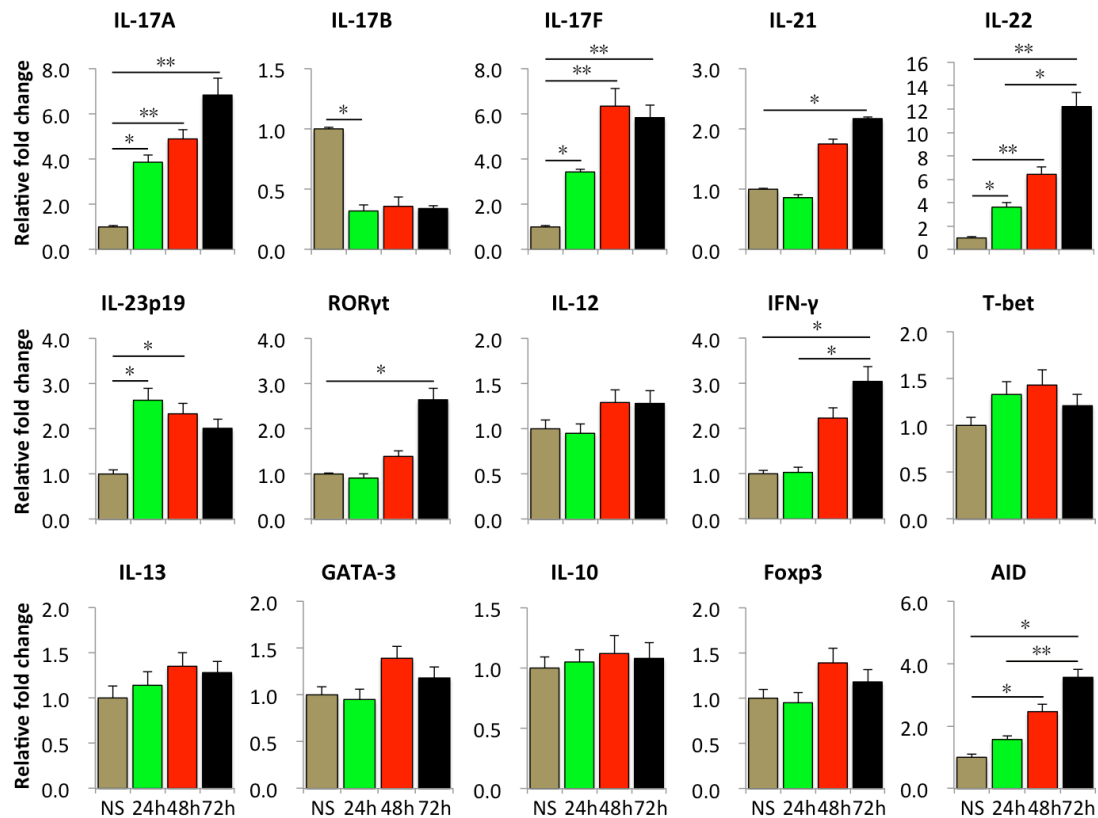 IL-17A IL-17B IL-17F IL-21 IL-22
Relative fold change
8.0 6.0 4.0 2.0 0.0
** ** *
1.5 1.0 0.5 0.0
*
8.0 6.0 4.0 2.0 0.0
** ** *
3.0 2.0 1.0 0.0
*
16 14 12 10 8 6 4 2 0
** * ** *
IL-23p19 RORγt IL-12 IFN-γ T-bet
Relative fold change
4.0 3.0 2.0 1.0 0.0
* *
4.0 3.0 2.0 1.0 0.0
*
2.0 1.5 1.0 0.5 0.0
4.0 3.0 2.0 1.0 0.0
* *
2.0 1.5 1.0 0.5 0.0
IL-13 GATA-3 IL-10 Foxp3 AID
Relative fold change
2.0 1.5 1.0 0.5 0.0
2.0 1.5 1.0 0.5 0.0
1.5 1.0 0.5 0.0
2.0 1.5 1.0 0.5 0.0
6.0 4.0 2.0 0.0
* ** *
NS 24h 48h 72h NS 24h 48h 72h NS 24h 48h 72h NS 24h 48h 72h NS 24h 48h 72h